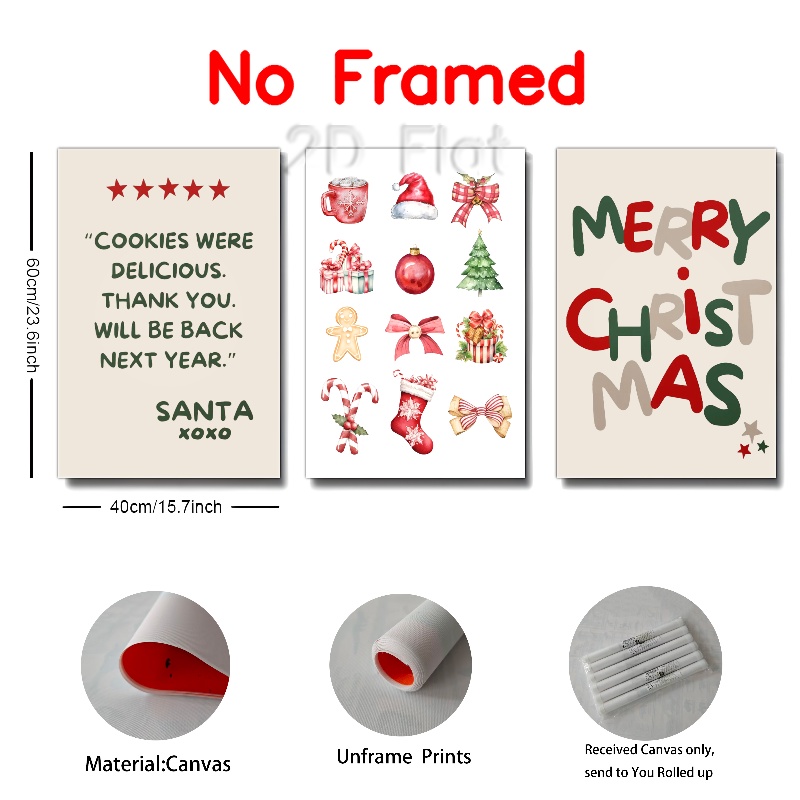 No Framed
2D Flat
★★★★★
"COOKIES WERE
DELICIOUS.
THANK YOU.
WILL BE BACK
NEXT YEAR."
SANTA
XOXO
MERRY
CHRiST
MAS
60cm/23.6inch
40cm/15.7inch
Material:Canvas
Unframe Prints
Received Canvas only,
send to You Rolled up